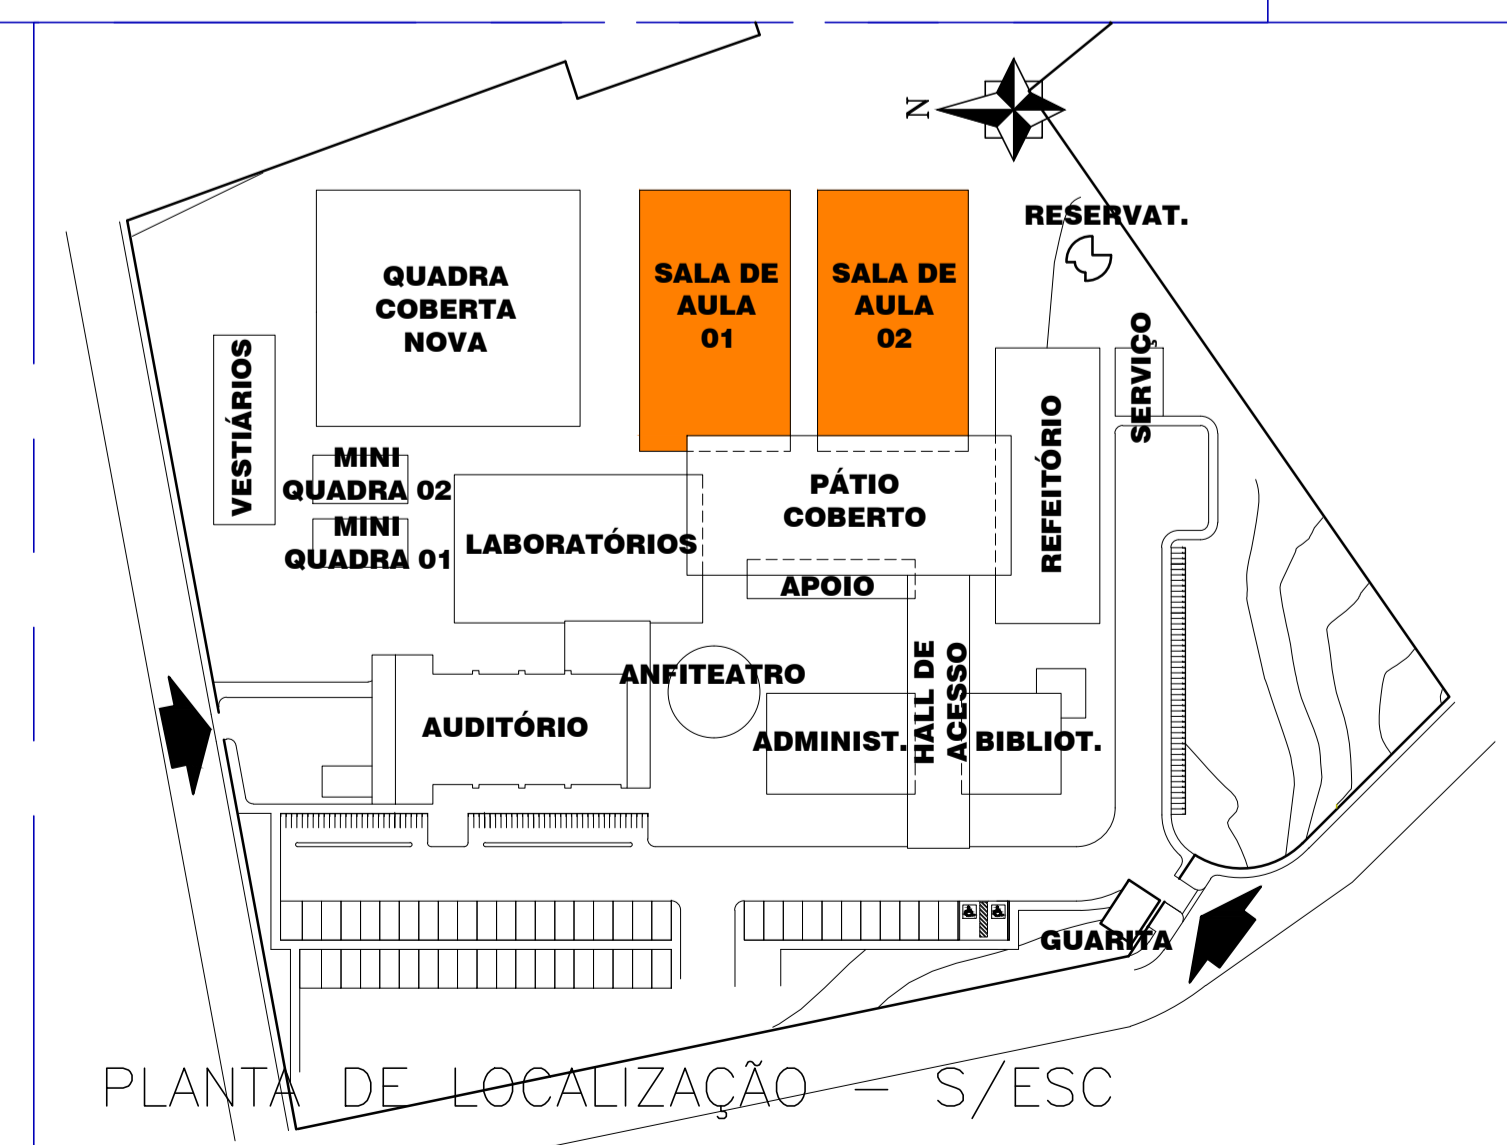 N
RESERVAT.
QUADRA
COBERTA
NOVA
SALA DE
AULA
01
SALA DE
AULA
02
SERVIÇO
VESTIÁRIOS
MINI
QUADRA 02
MINI
QUADRA 01
LABORATÓRIOS
PÁTIO
COBERTO
REFEITÓRIO
APOIO
ANFITEATRO
AUDITÓRIO
ADMINIST.
HALL DE
ACESSO
BIBLIOT.
GUARITA
PLANTA DE LOCALIZAÇÃO - S/ESC